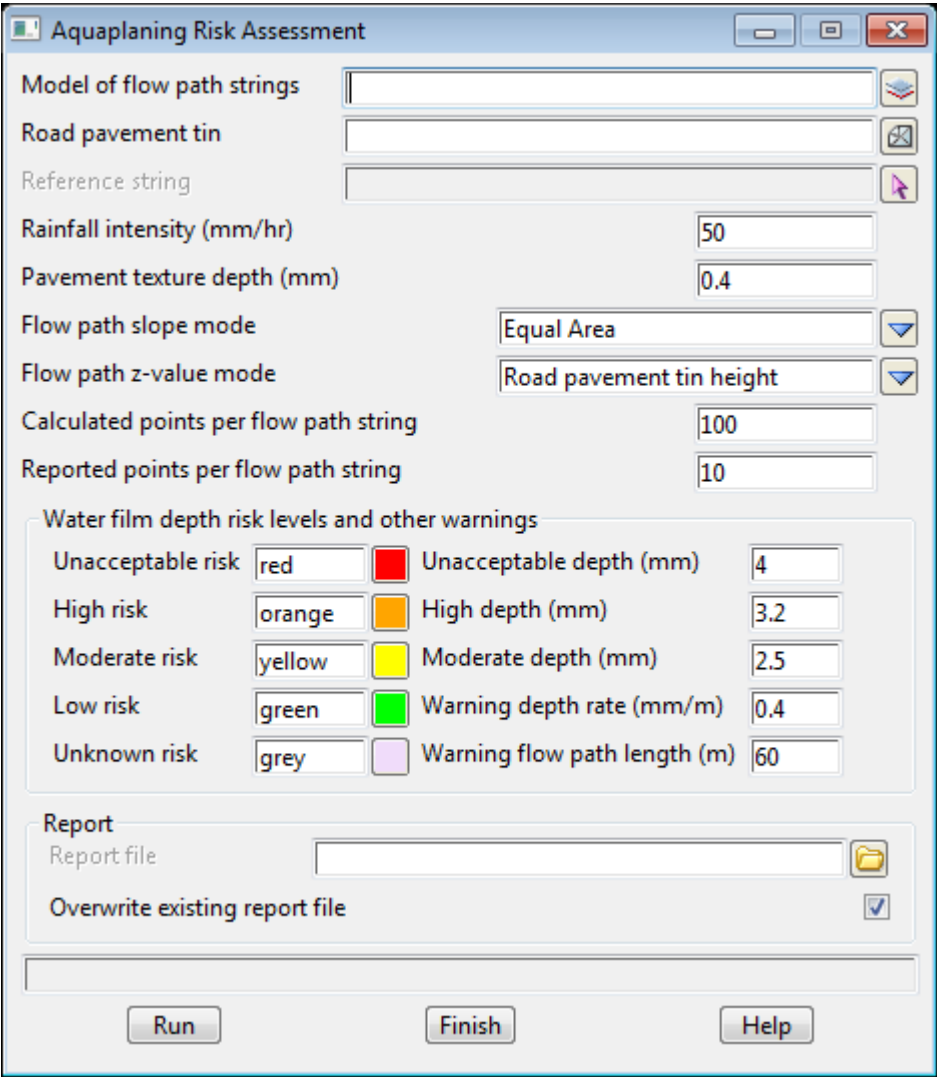 Aquaplaning Risk Assessment
Model of flow path strings
Road pavement tin
Reference string
Rainfall intensity (mm/hr) 50
Pavement texture depth (mm) 0.4
Flow path slope mode Equal Area
Flow path z-value mode Road pavement tin height
Calculated points per flow path string 100
Reported points per flow path string 10
Water film depth risk levels and other warnings
Unacceptable risk red Unacceptable depth (mm) 4
High risk orange High depth (mm) 3.2
Moderate risk yellow Moderate depth (mm) 2.5
Low risk green Warning depth rate (mm/m) 0.4
Unknown risk grey Warning flow path length (m) 60
Report
Report file
Overwrite existing report file
Run Finish Help